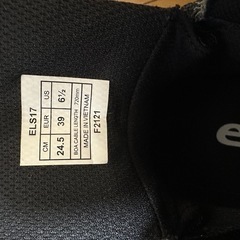 ELS17
US 6½
EUR 39
CM 24.5
BOA CABLE LENGTH 720mm
MADE IN VIETNAM
F2121
e